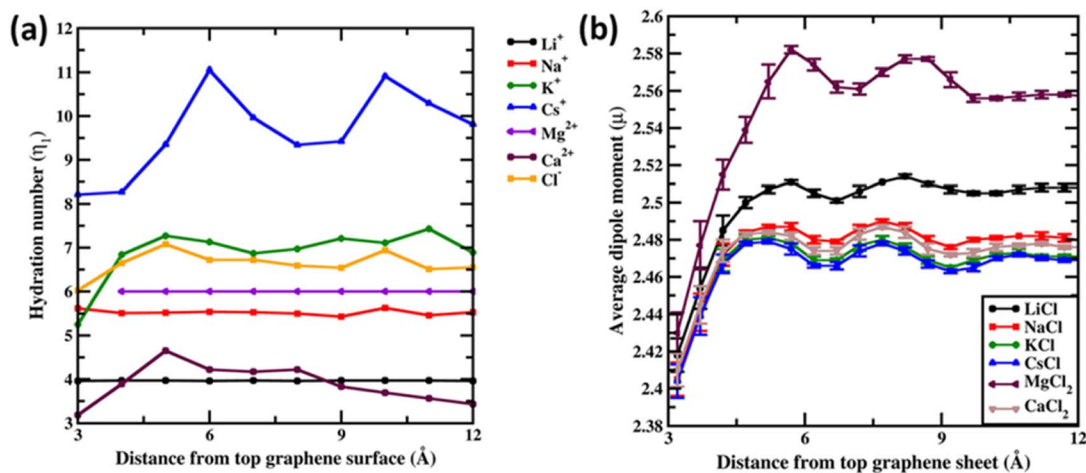 (a)
Hydration number (η1)
12
11
10
9
8
7
6
5
4
3
3
6
9
12
Distance from top graphene surface (Å)
Li+
Na+
K+
Cs+
Mg2+
Ca2+
Cl-
(b)
Average dipole moment (μ)
2.6
2.58
2.56
2.54
2.52
2.5
2.48
2.46
2.44
2.42
2.4
2.38
3
6
9
12
Distance from top graphene sheet (Å)
LiCl
NaCl
KCl
CsCl
MgCl2
CaCl2